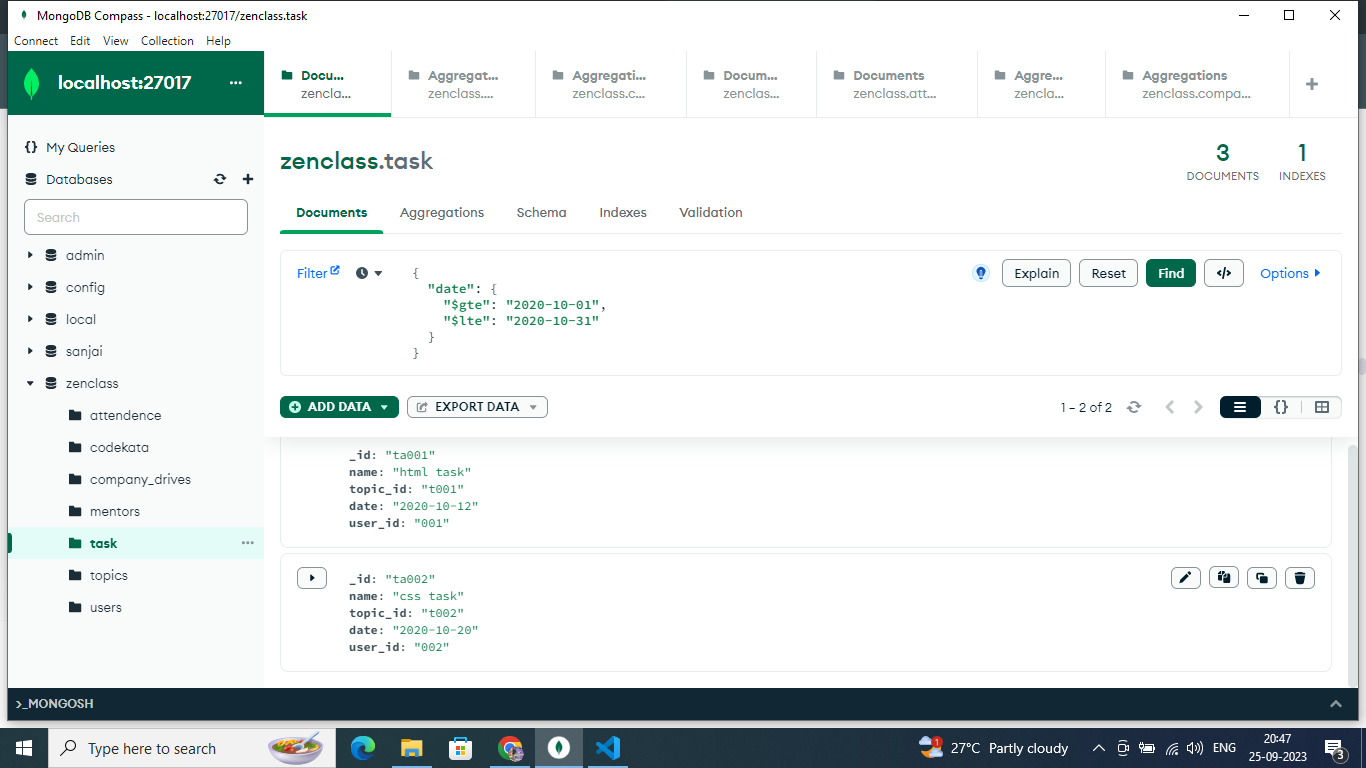 MongoDB Compass - localhost:27017/zenclass.task
Connect Edit View Collection Help
localhost:27017 ...
Docu... Aggregat... Aggregati... Docum... Documents Aggre... Aggregations
zencla... zenclass.... zenclass.c... zenclas... zenclass.att... zencla... zenclass.compa...
My Queries
Databases
Search
admin
config
local
sanjai
zenclass
attendence
codekata
company_drives
mentors
task ...
topics
users
zenclass.task
3 1
DOCUMENTS INDEXES
Documents Aggregations Schema Indexes Validation
Filter
{
"date": {
"$gte": "2020-10-01",
"$lte": "2020-10-31"
}
}
Explain Reset Find </> Options
ADD DATA EXPORT DATA 1 – 2 of 2 {}
_id: "ta001"
name: "html task"
topic_id: "t001"
date: "2020-10-12"
user_id: "001"
_id: "ta002"
name: "css task"
topic_id: "t002"
date: "2020-10-20"
user_id: "002"
>_MONGOSH
Type here to search
1
27°C Partly cloudy
ENG
20:47
25-09-2023
3